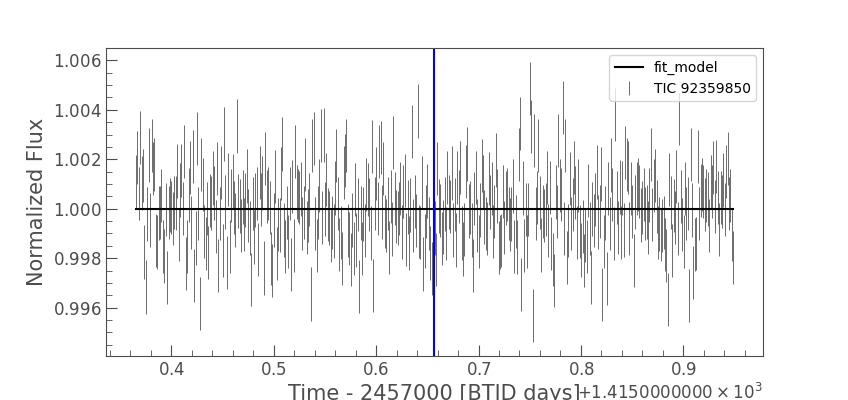 1.006
1.004
1.002
1.000
0.998
0.996
Normalized Flux
fit_model
TIC 92359850
0.4 0.5 0.6 0.7 0.8 0.9
Time - 2457000 [BTJD days]
+1.4150000000 × 10³